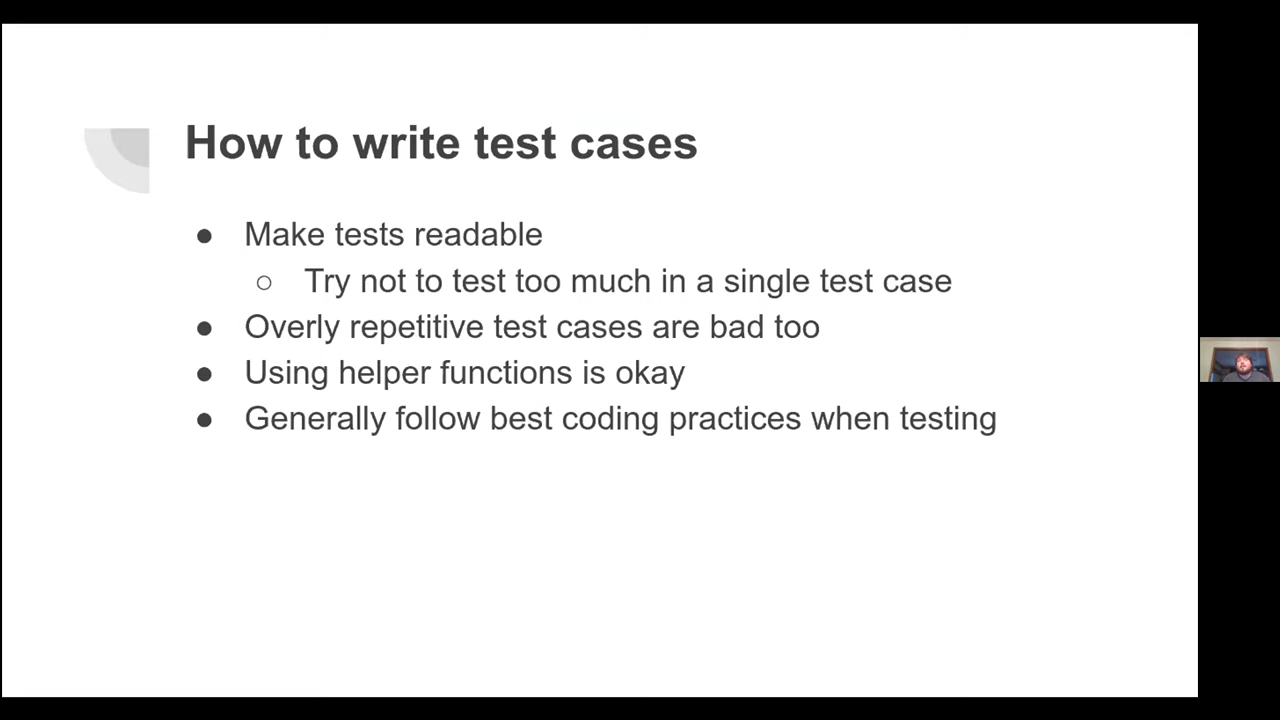 How to write test cases
● Make tests readable
○ Try not to test too much in a single test case
● Overly repetitive test cases are bad too
● Using helper functions is okay
● Generally follow best coding practices when testing